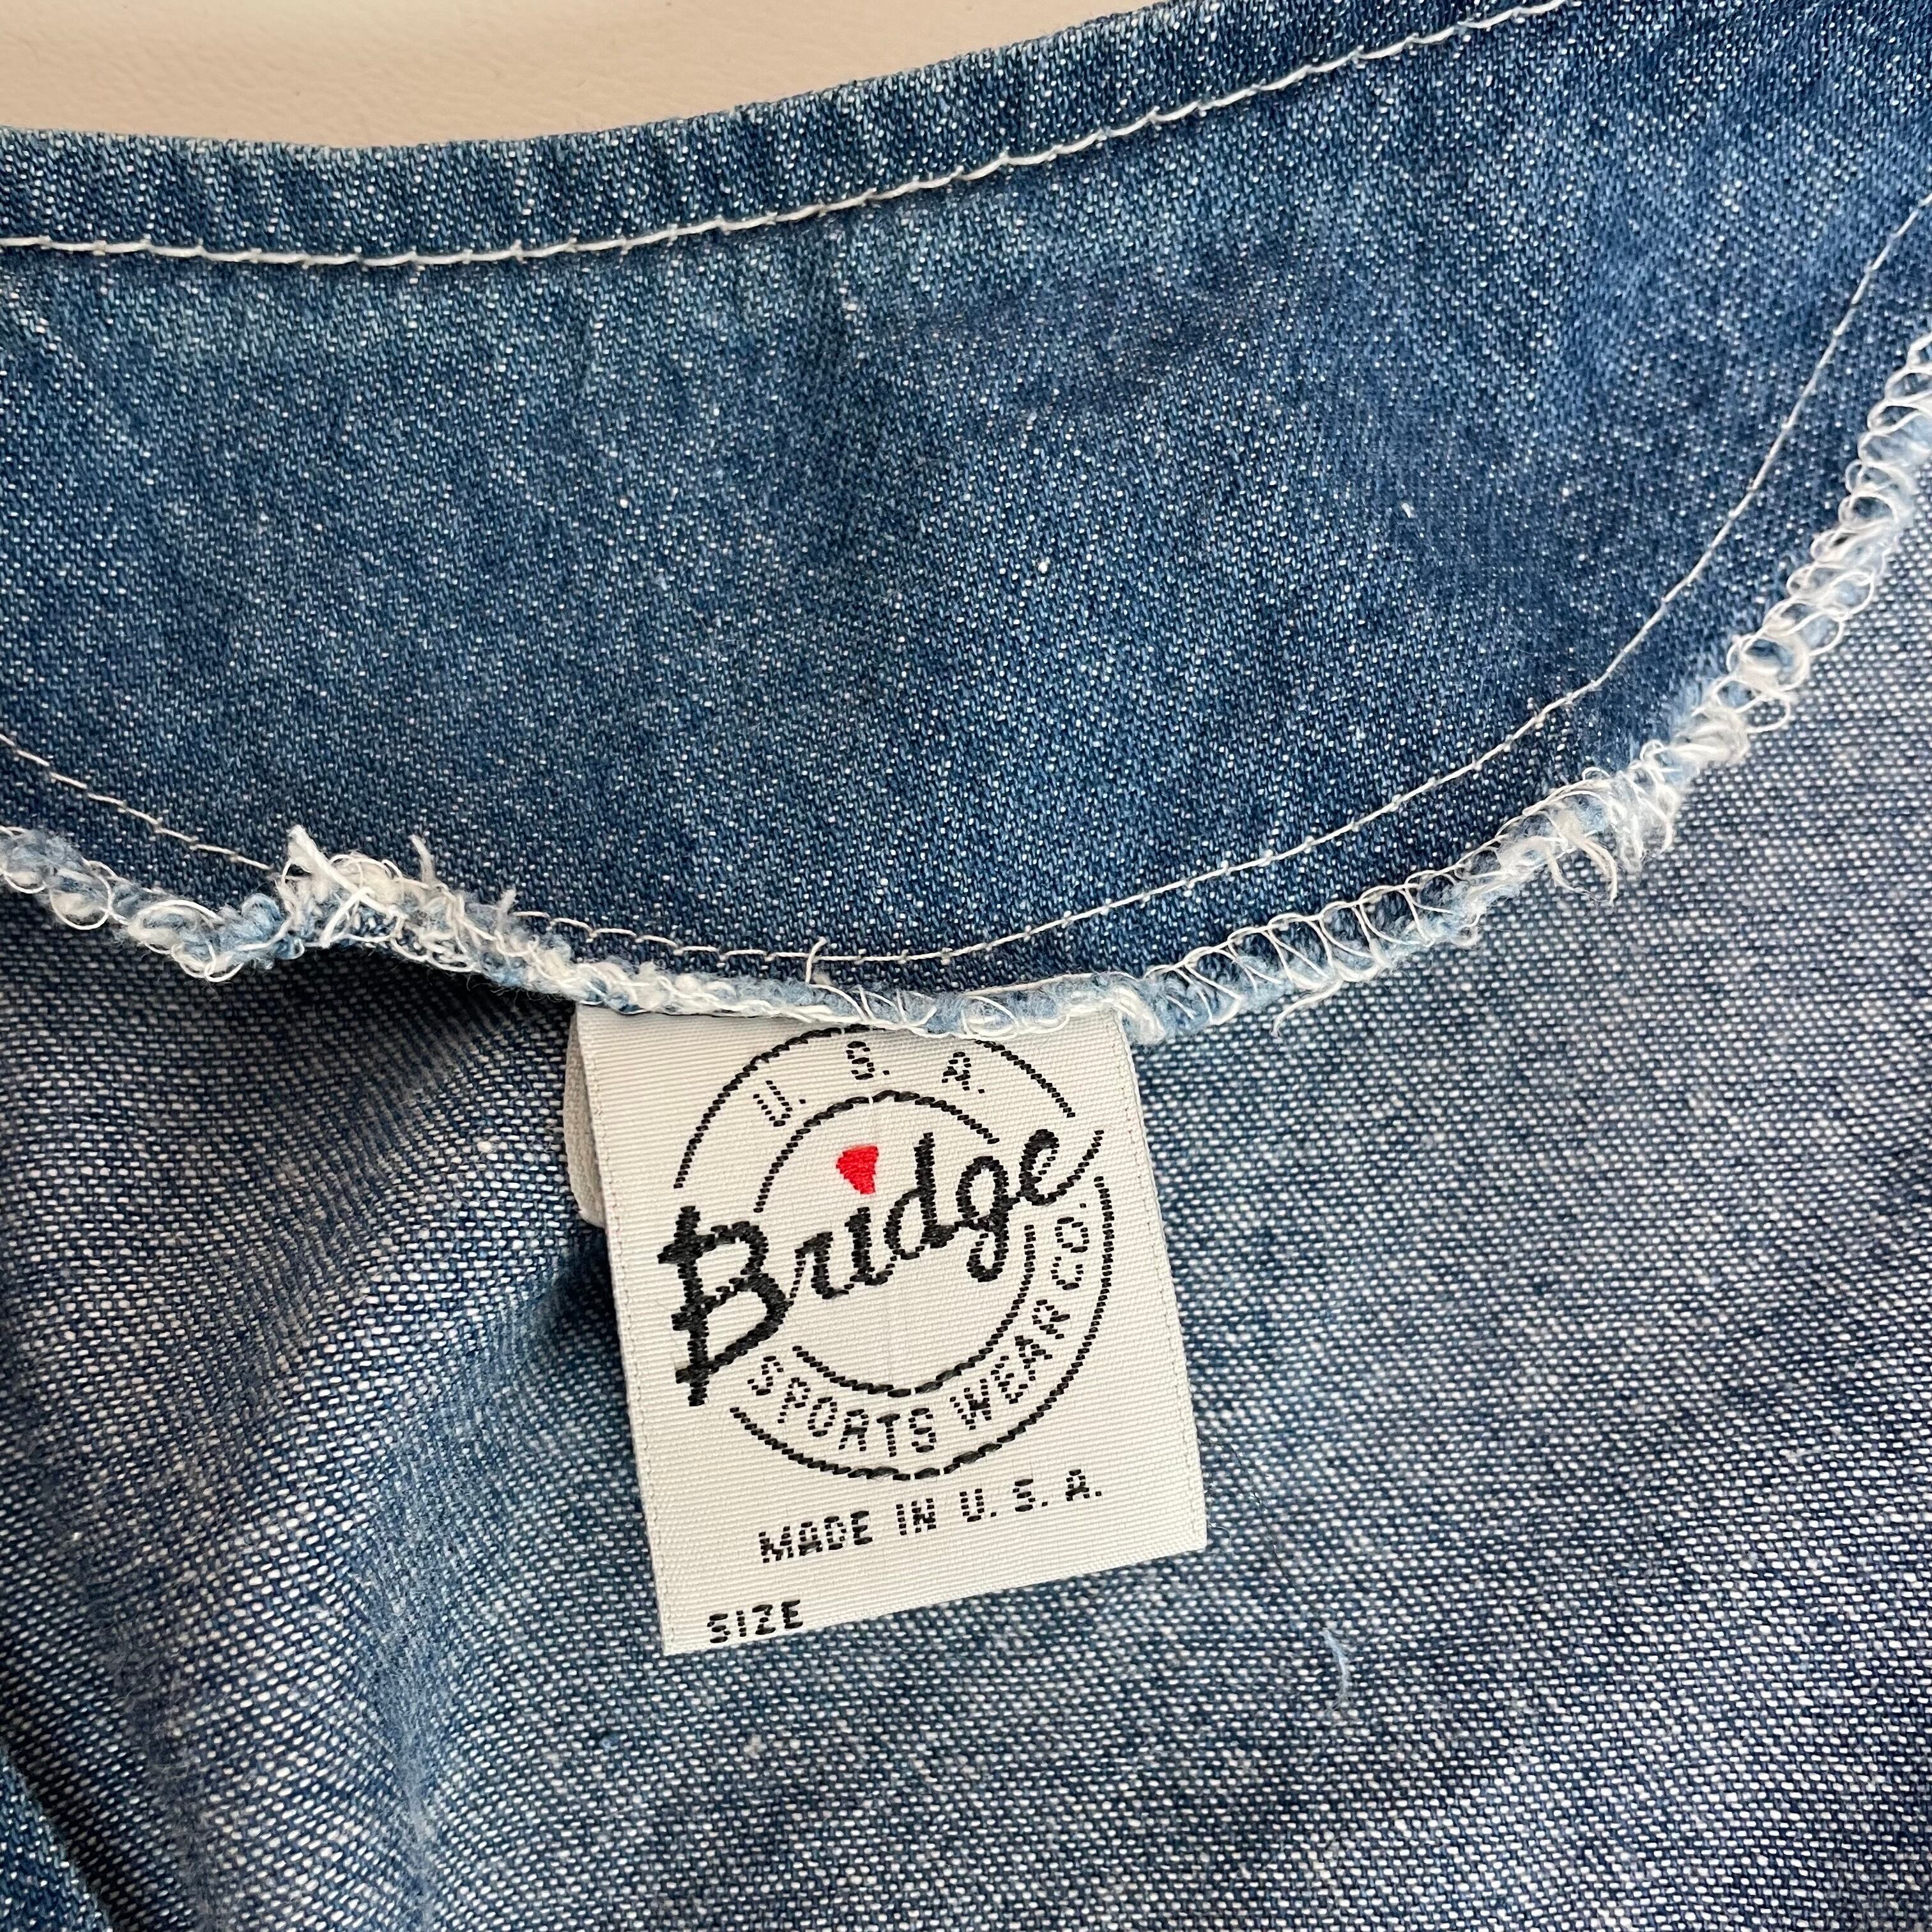 U. S. A.
Bridge
SPORTS WEAR CO.
MADE IN U. S. A.
SIZE